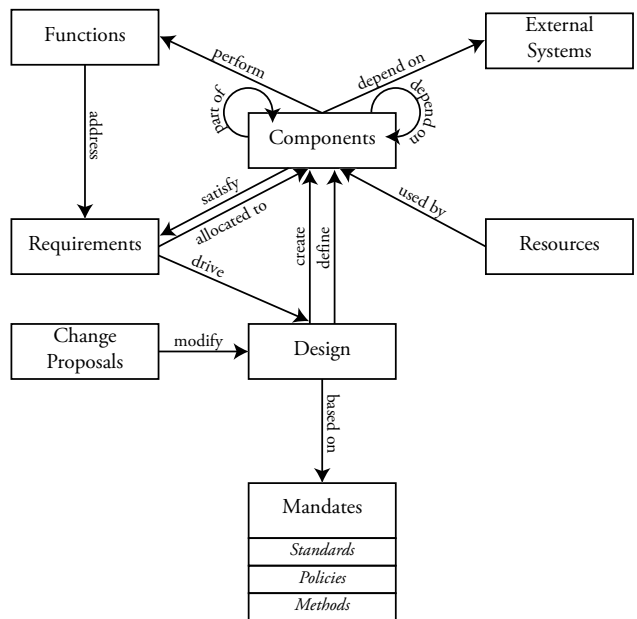 Functions
External
Systems
perform
depend on
part of
depend on
Components
address
satisfy
allocated to
used by
Requirements
create
define
Resources
drive
Change
Proposals
modify
Design
based on
Mandates
Standards
Policies
Methods